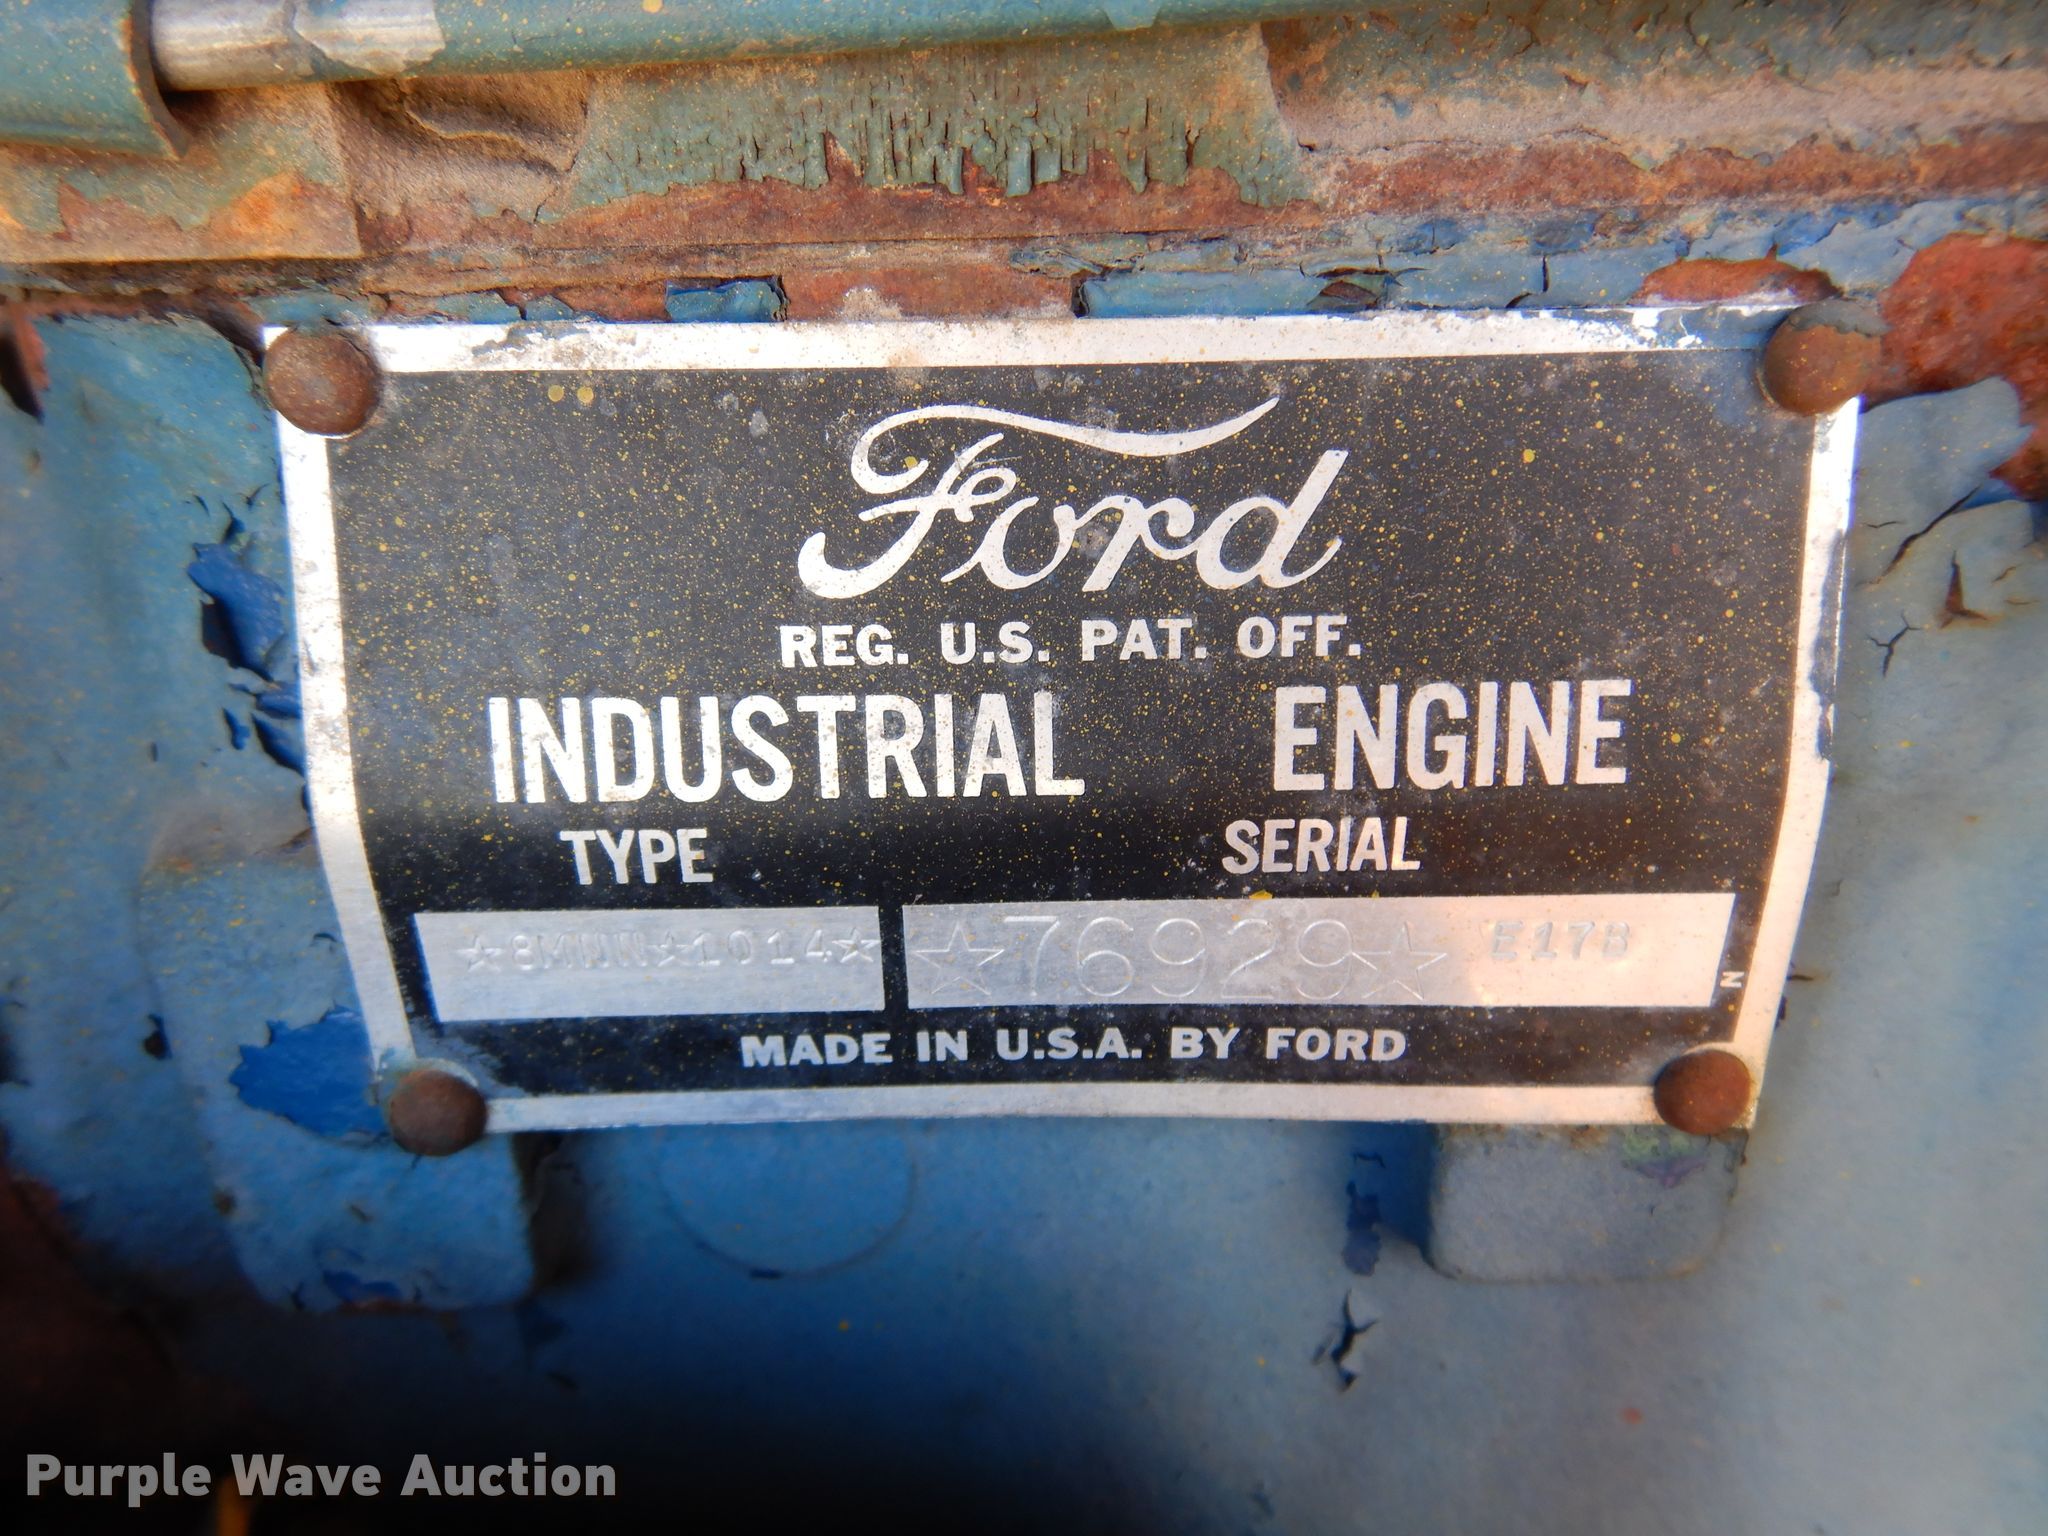 Ford
REG. U.S. PAT. OFF.
INDUSTRIAL ENGINE
TYPE SERIAL
☆8MNN☆1014☆ ☆76929☆ E17B
Z
MADE IN U.S.A. BY FORD
Purple Wave Auction